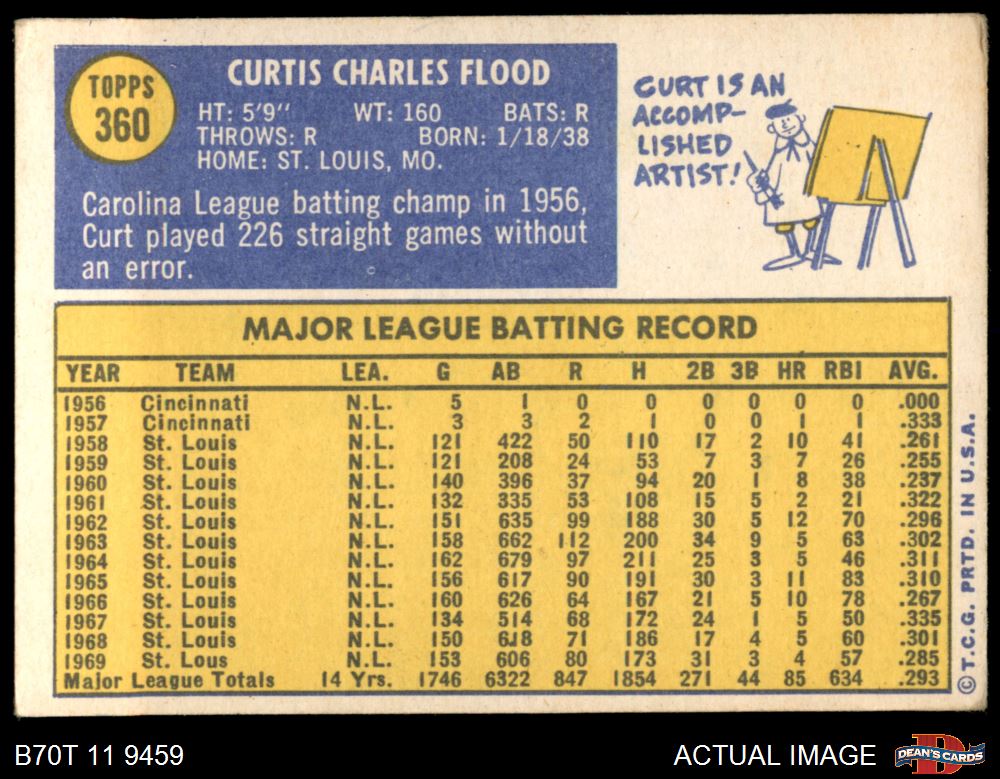 TOPPS
360
CURTIS CHARLES FLOOD
HT: 5'9" WT: 160 BATS: R
THROWS: R BORN: 1/18/38
HOME: ST. LOUIS, MO.
Carolina League batting champ in 1956,
Curt played 226 straight games without
an error.
CURT IS AN
ACCOMP-
LISHED
ARTIST!
MAJOR LEAGUE BATTING RECORD
YEAR TEAM LEA. G AB R H 2B 3B HR RBI AVG.
1956 Cincinnati N.L. 5 1 0 0 0 0 0 0 .000
1957 Cincinnati N.L. 3 3 2 1 0 0 1 1 .333
1958 St. Louis N.L. 121 422 50 110 17 2 10 41 .261
1959 St. Louis N.L. 121 208 24 53 7 3 7 26 .255
1960 St. Louis N.L. 140 396 37 94 20 1 8 38 .237
1961 St. Louis N.L. 132 335 53 108 15 5 2 21 .322
1962 St. Louis N.L. 151 635 99 188 30 5 12 70 .296
1963 St. Louis N.L. 158 662 112 200 34 9 5 63 .302
1964 St. Louis N.L. 162 679 97 211 25 3 5 46 .311
1965 St. Louis N.L. 156 617 90 191 30 3 11 83 .310
1966 St. Louis N.L. 160 626 64 167 21 5 10 78 .267
1967 St. Louis N.L. 134 514 68 172 24 1 5 50 .335
1968 St. Louis N.L. 150 618 71 186 17 4 5 60 .301
1969 St. Lous N.L. 153 606 80 173 31 3 4 57 .285
Major League Totals 14 Yrs. 1746 6322 847 1854 271 44 85 634 .293
© T.C.G. PRTD. IN U.S.A.
B70T 11 9459
ACTUAL IMAGE
DEAN'S CARDS